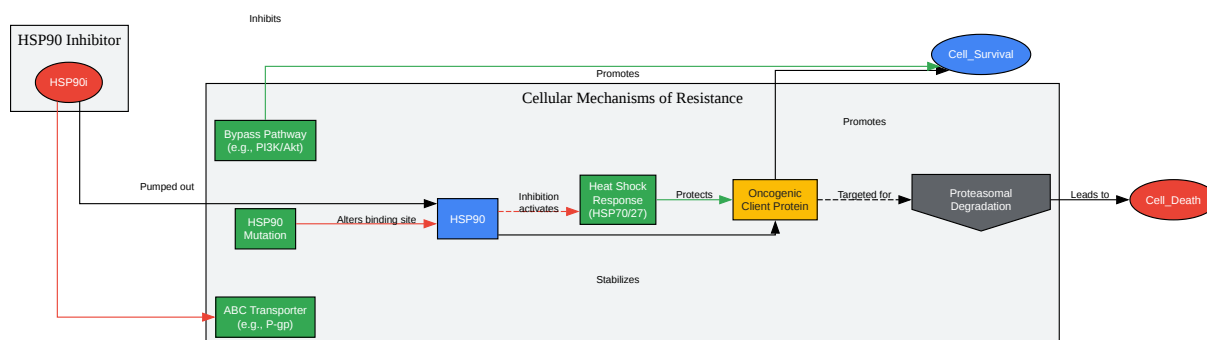 Inhibits
HSP90 Inhibitor
HSP90i
Cell_Survival
Promotes
Cellular Mechanisms of Resistance
Bypass Pathway
(e.g., PI3K/Akt)
Promotes
Pumped out
HSP90
Mutation
Alters binding site
HSP90
Inhibition
activates
Heat Shock
Response
(HSP70/27)
Protects
Oncogenic
Client Protein
Targeted for
Proteasomal
Degradation
Leads to
Cell_Death
Stabilizes
ABC Transporter
(e.g., P-gp)